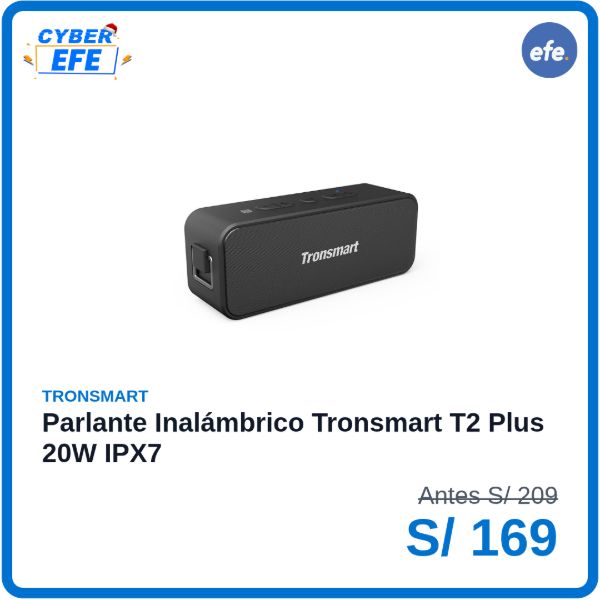 CYBER
EFE
efe.
Tronsmart
TRONSMART
Parlante Inalámbrico Tronsmart T2 Plus
20W IPX7
Antes S/ 209
S/ 169